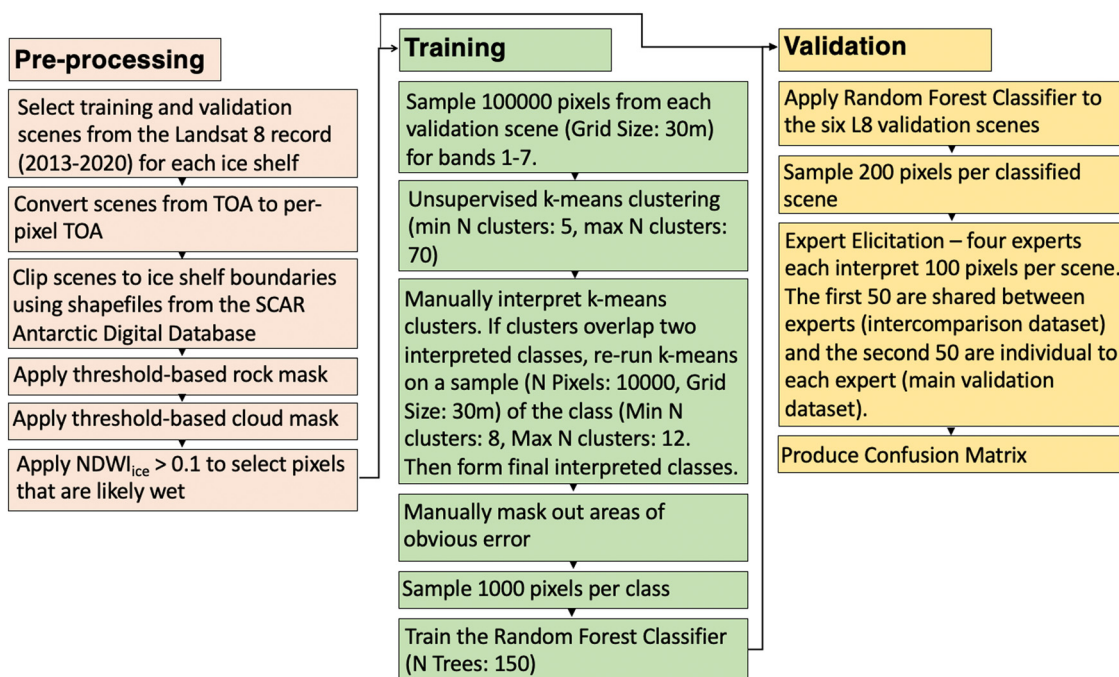 Pre-processing
Select training and validation
scenes from the Landsat 8 record
(2013-2020) for each ice shelf
Convert scenes from TOA to per-
pixel TOA
Clip scenes to ice shelf boundaries
using shapefiles from the SCAR
Antarctic Digital Database
Apply threshold-based rock mask
Apply threshold-based cloud mask
Apply NDWIice > 0.1 to select pixels
that are likely wet
Training
Sample 100000 pixels from each
validation scene (Grid Size: 30m)
for bands 1-7.
Unsupervised k-means clustering
(min N clusters: 5, max N clusters:
70)
Manually interpret k-means
clusters. If clusters overlap two
interpreted classes, re-run k-means
on a sample (N Pixels: 10000, Grid
Size: 30m) of the class (Min N
clusters: 8, Max N clusters: 12.
Then form final interpreted classes.
Manually mask out areas of
obvious error
Sample 1000 pixels per class
Train the Random Forest Classifier
(N Trees: 150)
Validation
Apply Random Forest Classifier to
the six L8 validation scenes
Sample 200 pixels per classified
scene
Expert Elicitation – four experts
each interpret 100 pixels per scene.
The first 50 are shared between
experts (intercomparison dataset)
and the second 50 are individual to
each expert (main validation
dataset).
Produce Confusion Matrix